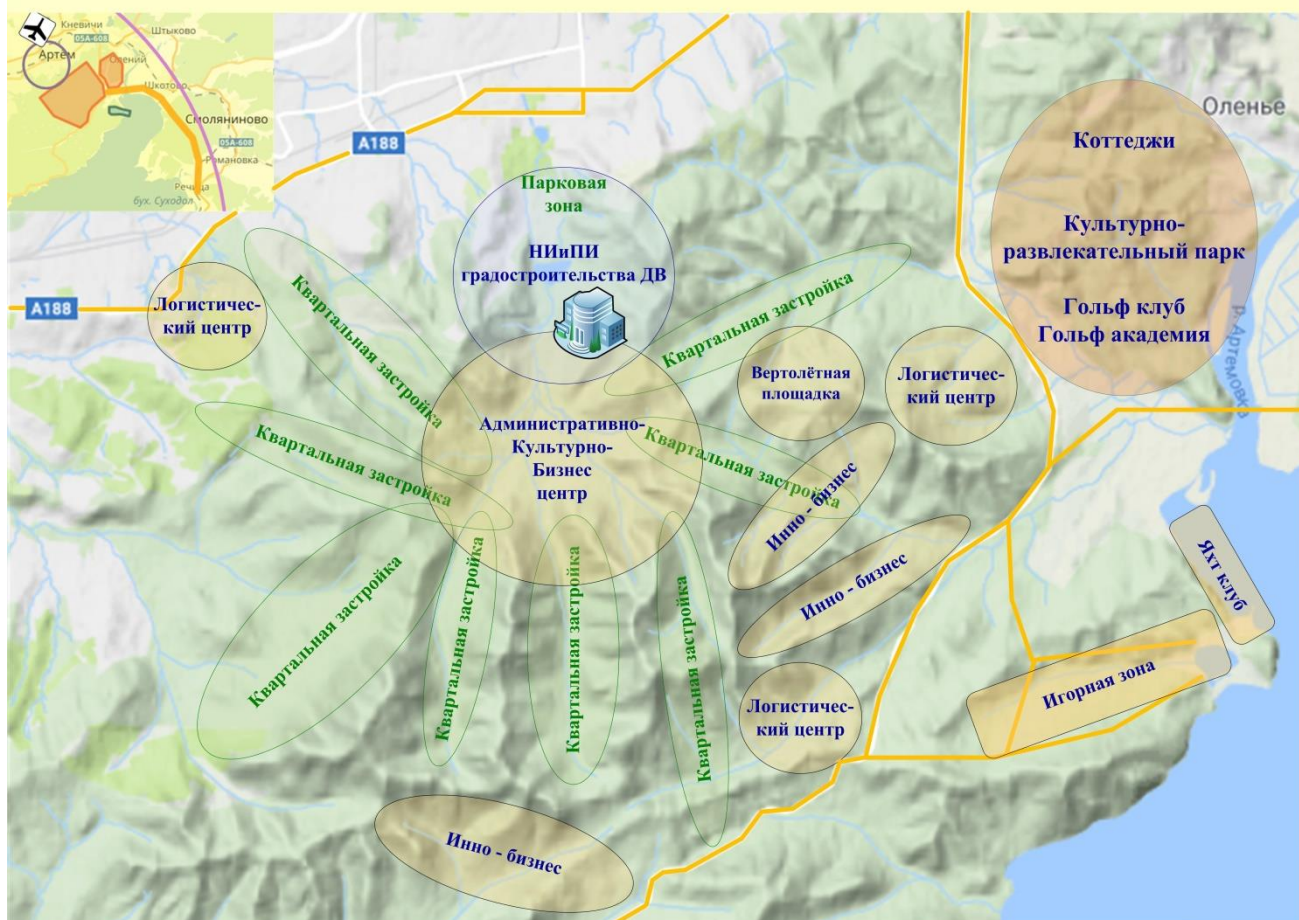 Кневичи
Штыково
05А-608
Артём
Олений
Шкотово
Смоляниново
05А-608
Романовка
Речица
бух. Суходол
А188
А188
Оленье
Коттеджи
Культурно-
развлекательный парк
Гольф клуб
Гольф академия
р. Артемовка
Парковая
зона
НИиПИ
градостроительства ДВ
Логистичес-
кий центр
Квартальная застройка
Квартальная застройка
Вертолётная
площадка
Логистичес-
кий центр
Административно-
Культурно-
Бизнес
центр
Квартальная застройка
Квартальная застройка
Инно - бизнес
Инно - бизнес
Яхт клуб
Квартальная застройка
Квартальная застройка
Квартальная застройка
Квартальная застройка
Игорная зона
Логистичес-
кий центр
Инно - бизнес